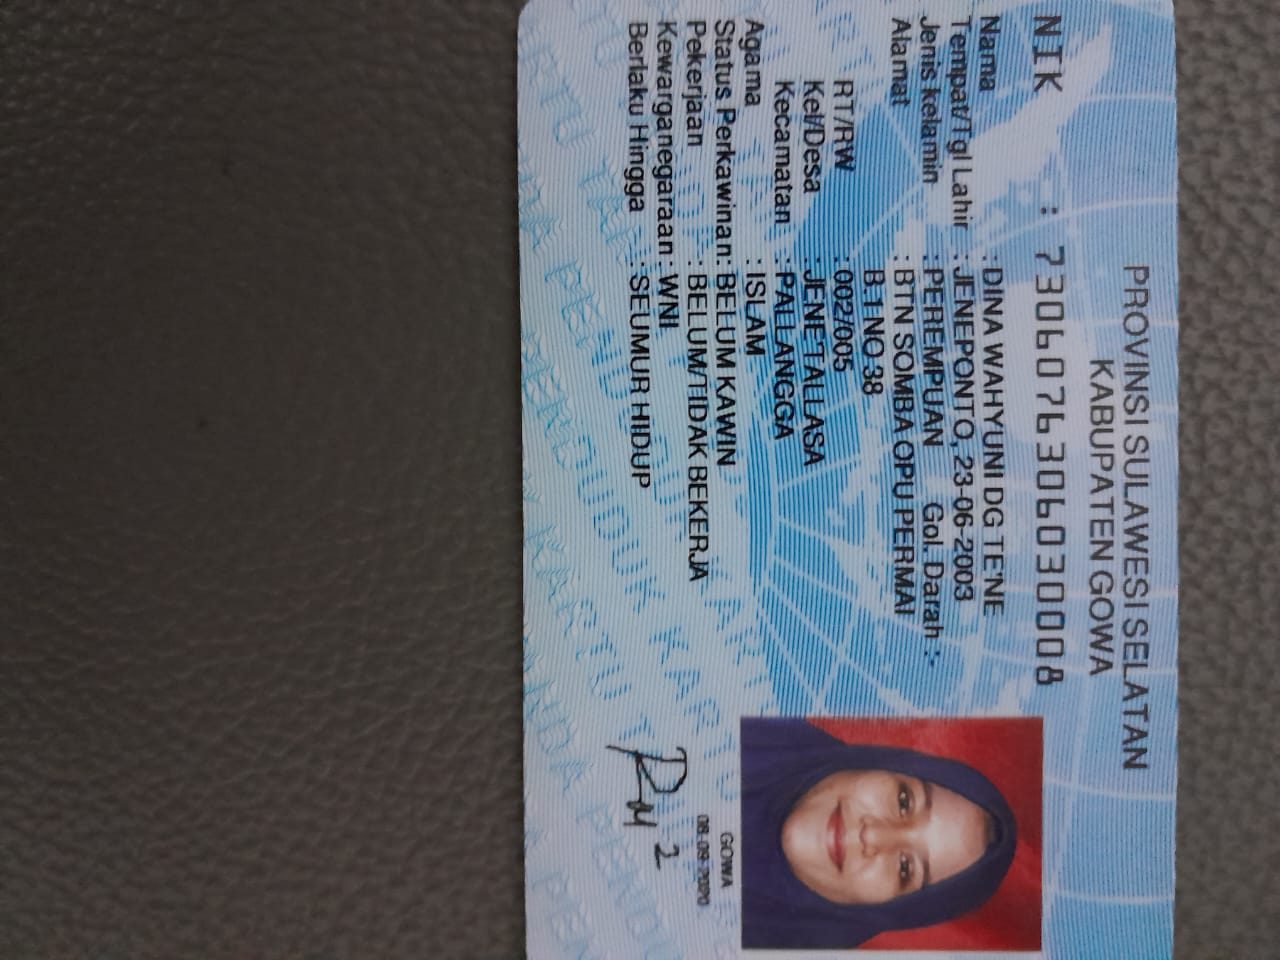 PROVINSI SULAWESI SELATAN
KABUPATEN GOWA
NIK : 7306076306030008
Nama : DINA WAHYUNI DG TE'NE
Tempat/Tgl Lahir : JENEPONTO, 23-06-2003
Jenis kelamin : PEREMPUAN Gol. Darah :-
Alamat : BTN SOMBA OPU PERMAI
B 1 NO 38
RT/RW : 002/005
Kel/Desa : JENETALLASA
Kecamatan : PALLANGGA
Agama : ISLAM
Status Perkawinan: BELUM KAWIN
Pekerjaan : BELUM/TIDAK BEKERJA
Kewarganegaraan : WNI
Berlaku Hingga : SEUMUR HIDUP
GOWA
08-09-2020